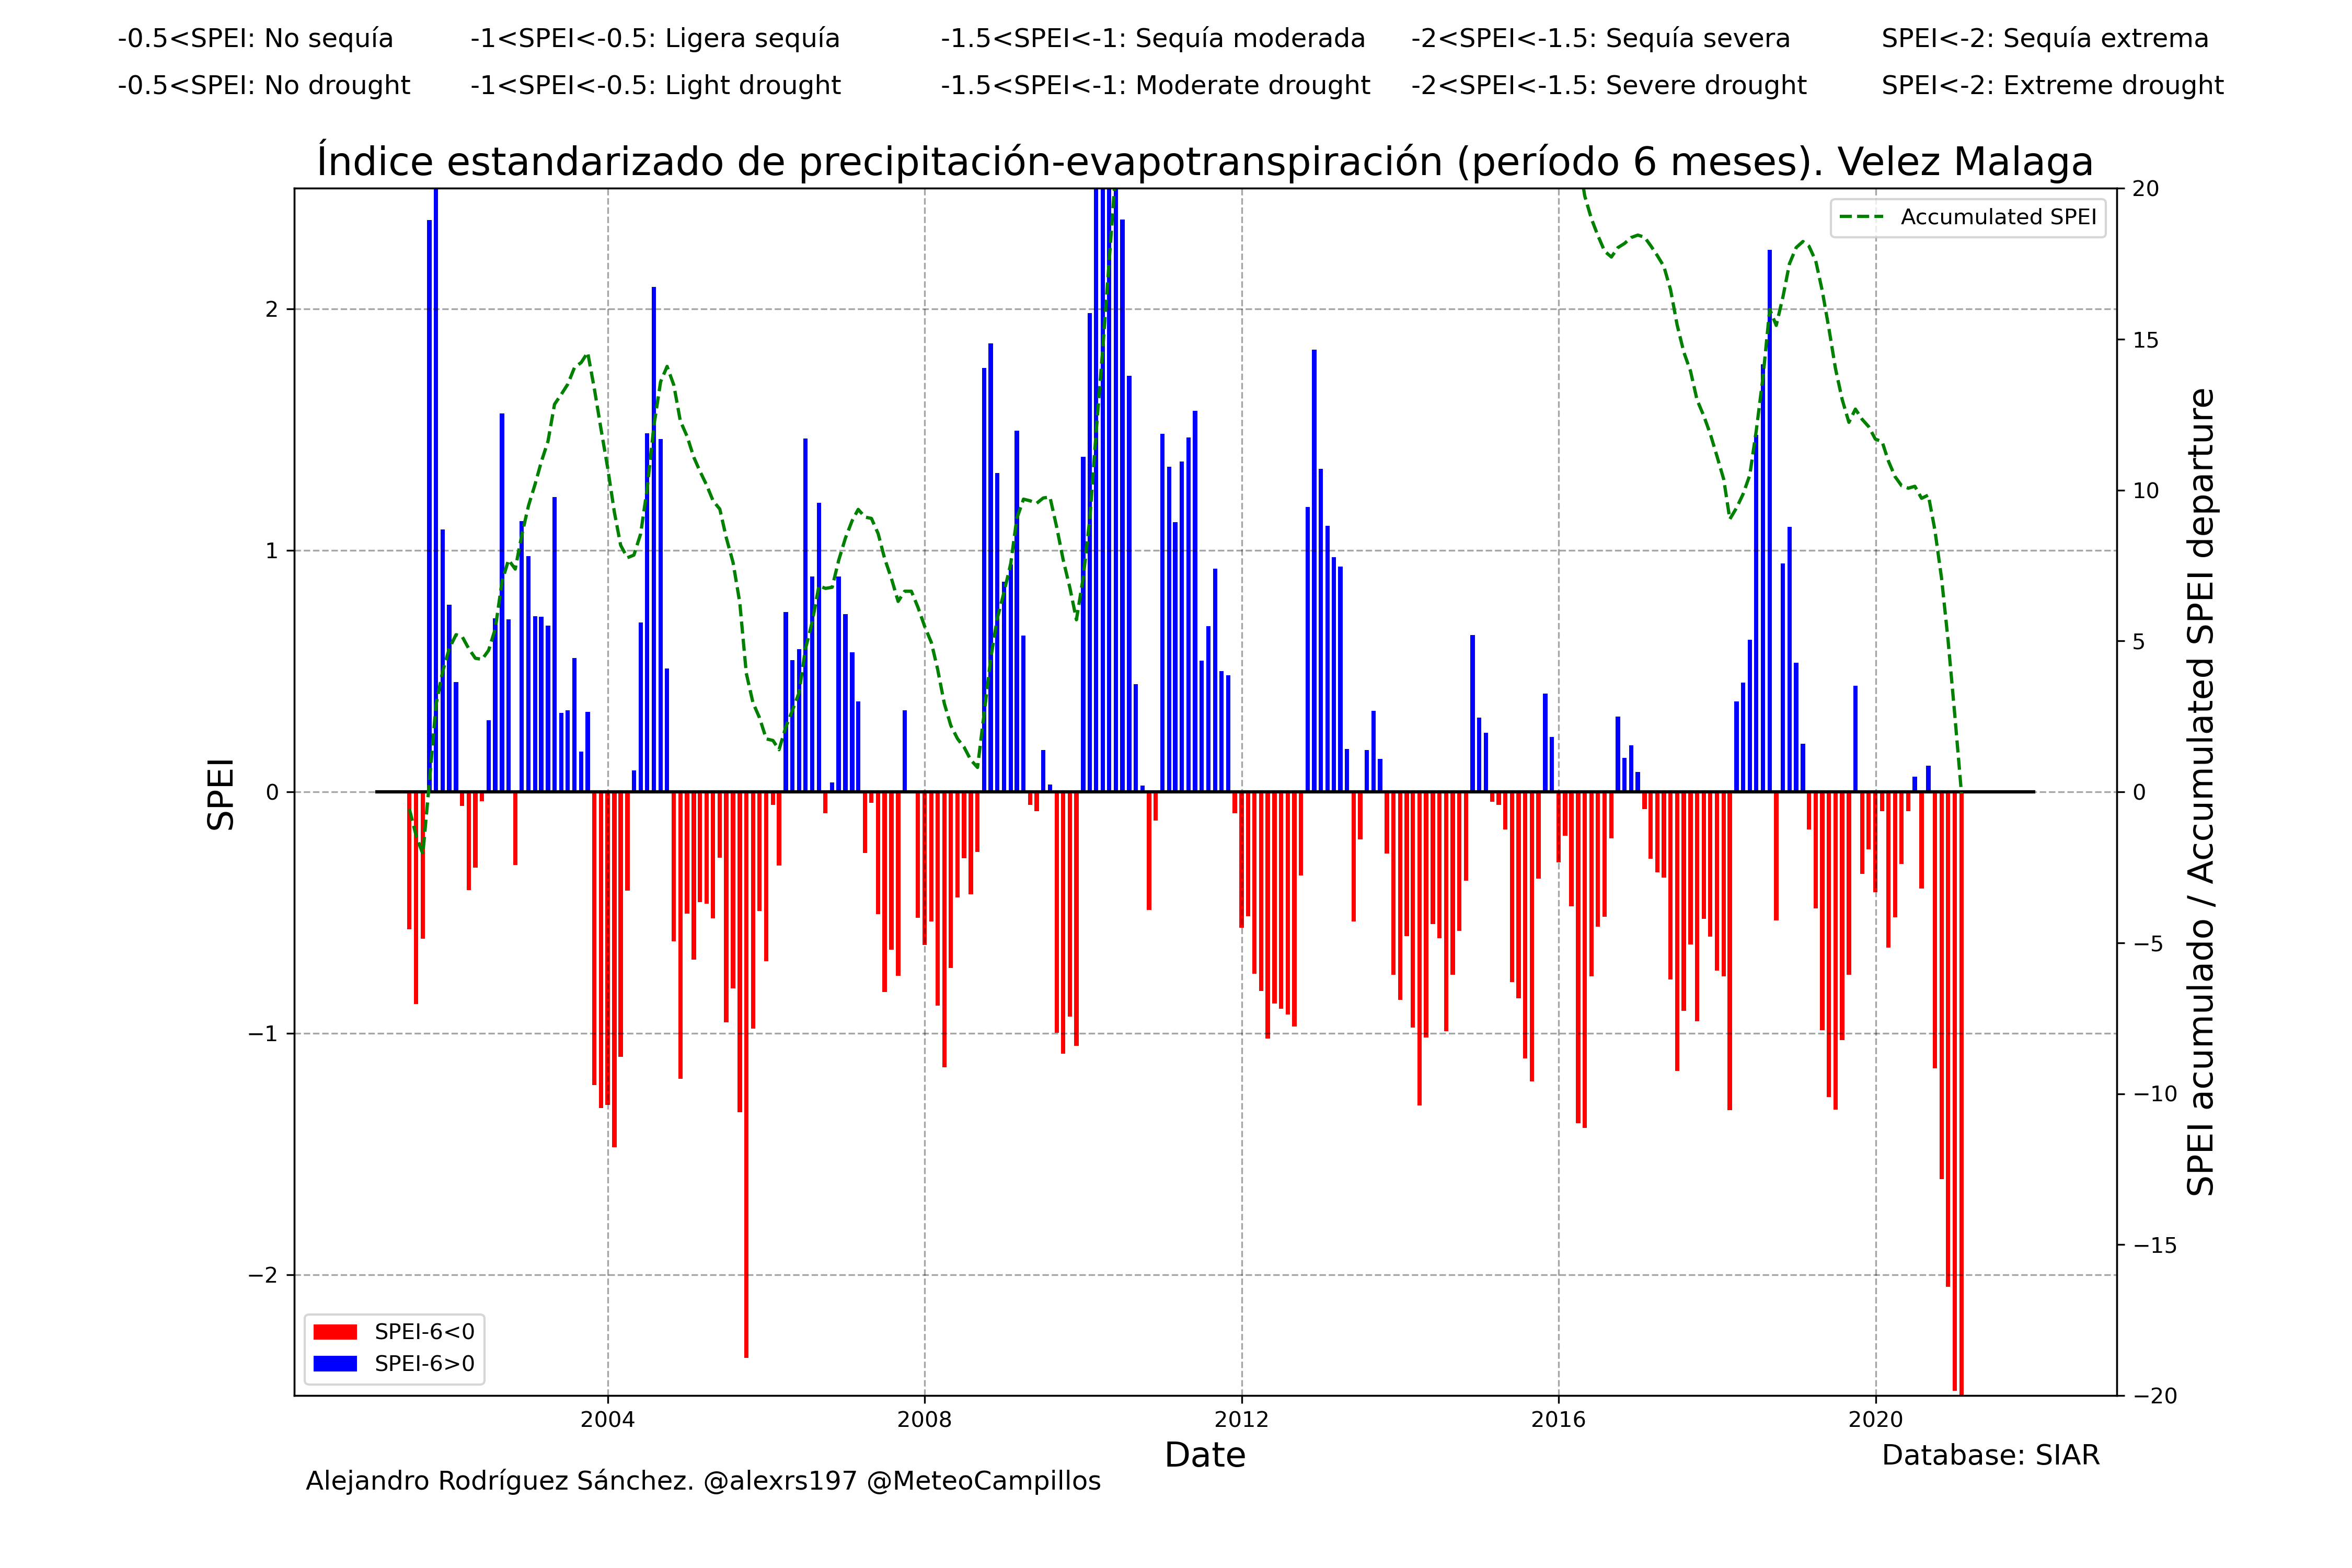 -0.5<SPEI: No sequía -1<SPEI<-0.5: Ligera sequía -1.5<SPEI<-1: Sequía moderada -2<SPEI<-1.5: Sequía severa SPEI<-2: Sequía extrema
-0.5<SPEI: No drought -1<SPEI<-0.5: Light drought -1.5<SPEI<-1: Moderate drought -2<SPEI<-1.5: Severe drought SPEI<-2: Extreme drought
Índice estandarizado de precipitación-evapotranspiración (período 6 meses). Velez Malaga
Accumulated SPEI
2
1
0
−1
−2
SPEI
20
15
10
5
0
−5
−10
−15
−20
SPEI acumulado / Accumulated SPEI departure
SPEI-6<0
SPEI-6>0
2004 2008 2012 2016 2020
Date
Database: SIAR
Alejandro Rodríguez Sánchez. @alexrs197 @MeteoCampillos